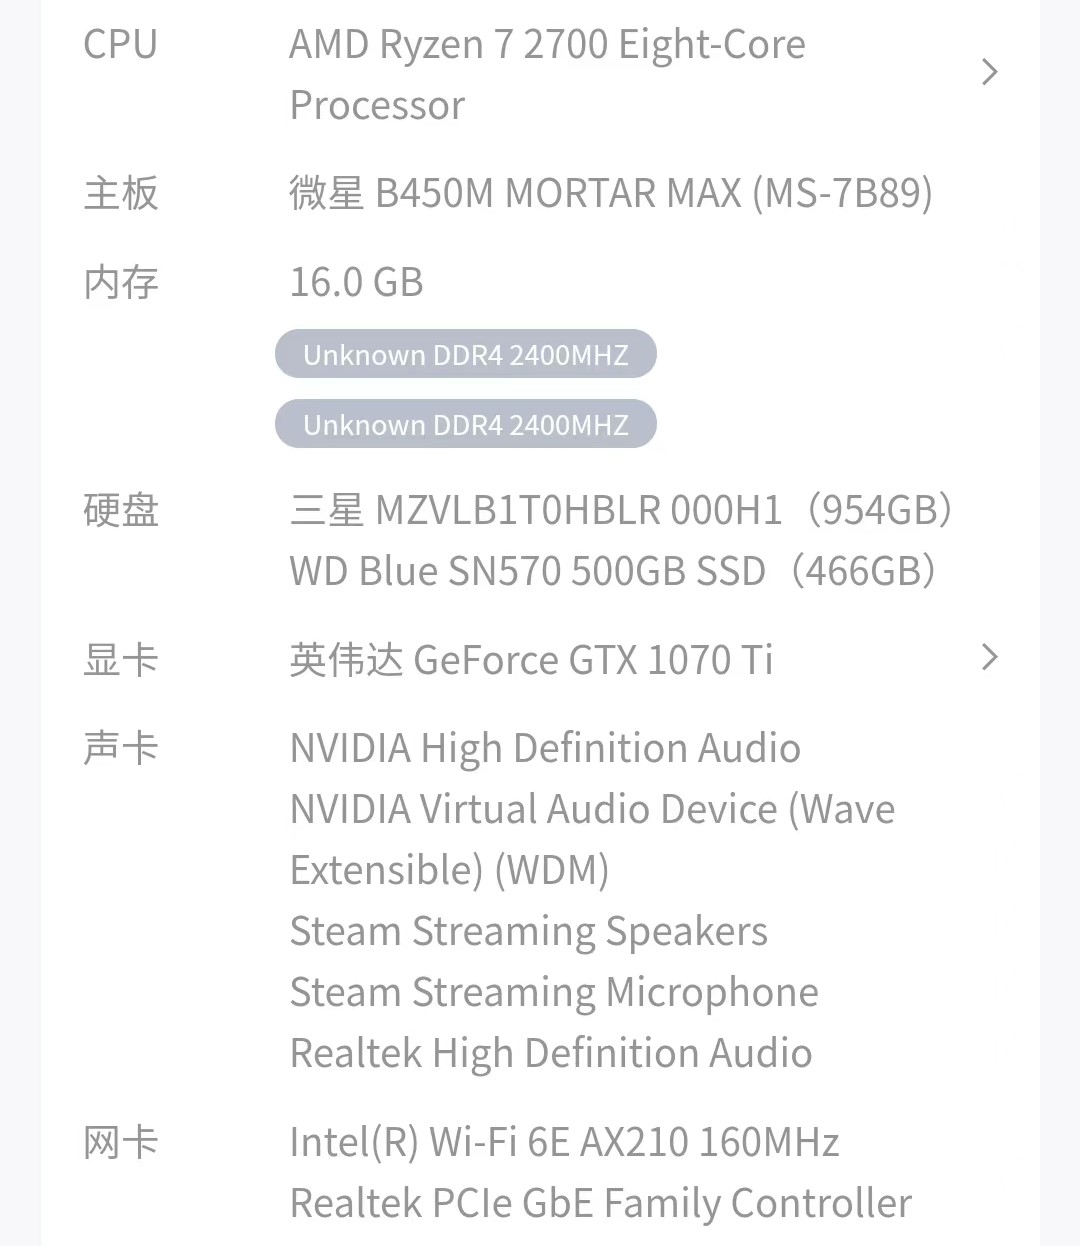 CPU
AMD Ryzen 7 2700 Eight-Core
Processor
主板
微星 B450M MORTAR MAX (MS-7B89)
内存
16.0 GB
Unknown DDR4 2400MHZ
Unknown DDR4 2400MHZ
硬盘
三星 MZVLB1T0HBLR 000H1（954GB）
WD Blue SN570 500GB SSD（466GB）
显卡
英伟达 GeForce GTX 1070 Ti
声卡
NVIDIA High Definition Audio
NVIDIA Virtual Audio Device (Wave
Extensible) (WDM)
Steam Streaming Speakers
Steam Streaming Microphone
Realtek High Definition Audio
网卡
Intel(R) Wi-Fi 6E AX210 160MHz
Realtek PCIe GbE Family Controller